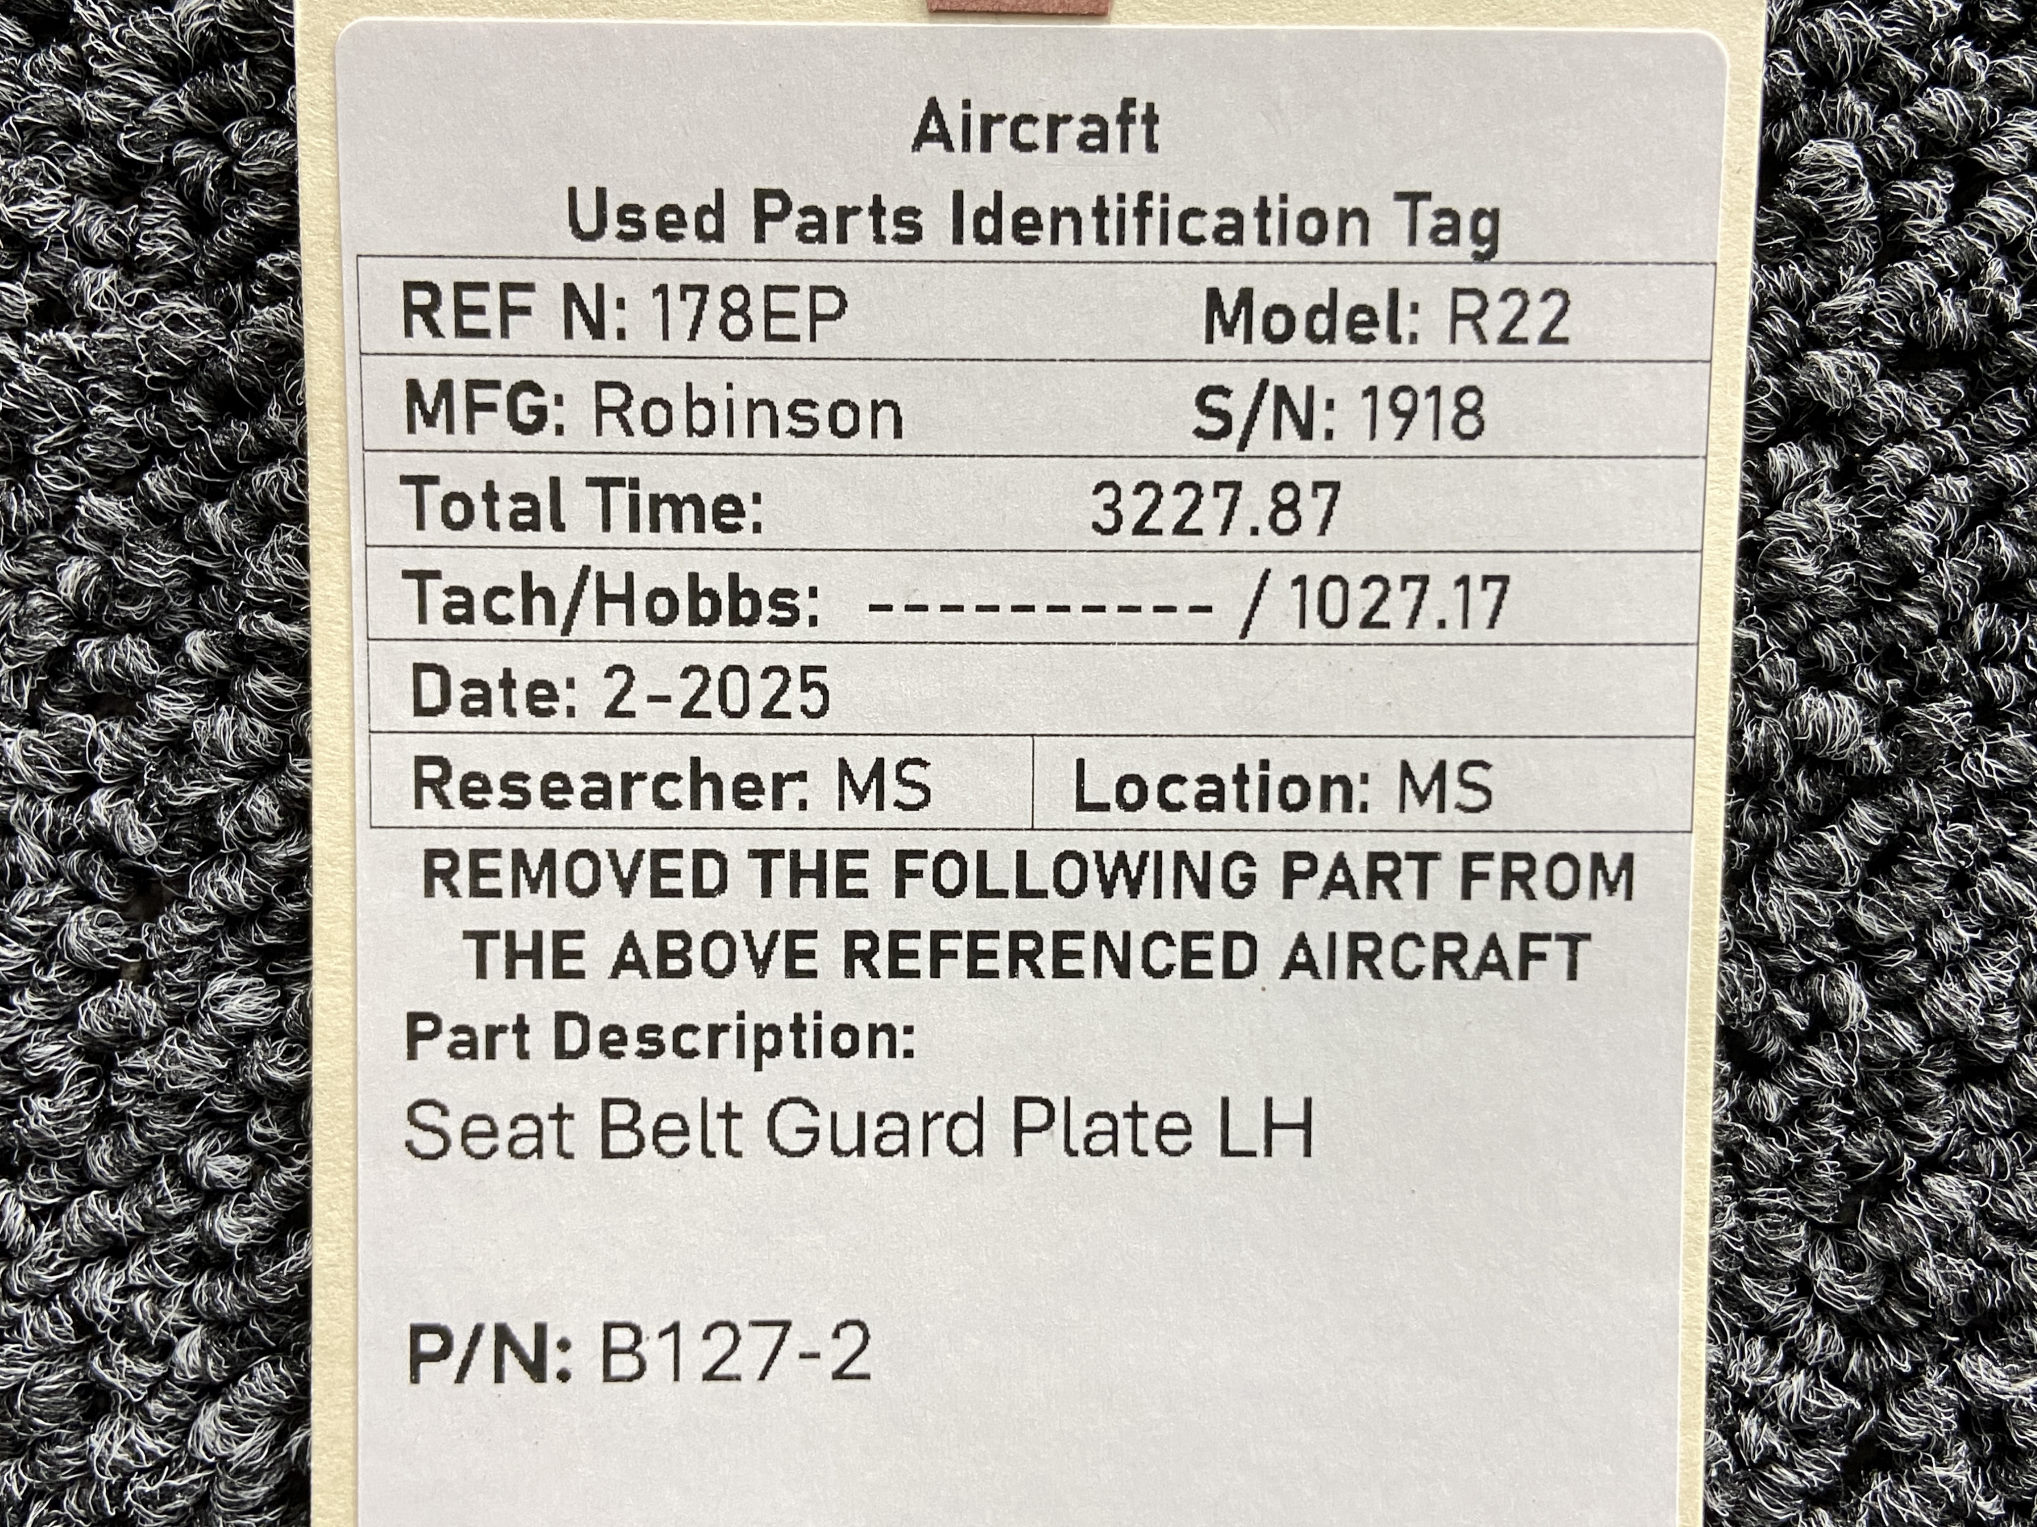 Aircraft
Used Parts Identification Tag
REF N: 178EP Model: R22
MFG: Robinson S/N: 1918
Total Time: 3227.87
Tach/Hobbs: ---------- / 1027.17
Date: 2-2025
Researcher: MS Location: MS
REMOVED THE FOLLOWING PART FROM
THE ABOVE REFERENCED AIRCRAFT
Part Description:
Seat Belt Guard Plate LH
P/N: B127-2